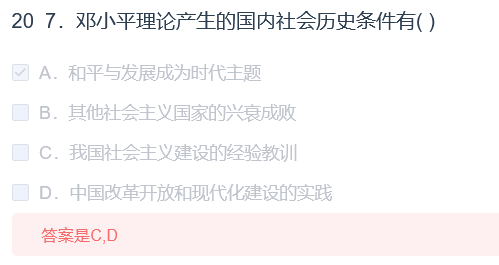 20 7．邓小平理论产生的国内社会历史条件有( )
A．和平与发展成为时代主题
B．其他社会主义国家的兴衰成败
C．我国社会主义建设的经验教训
D．中国改革开放和现代化建设的实践
答案是C,D